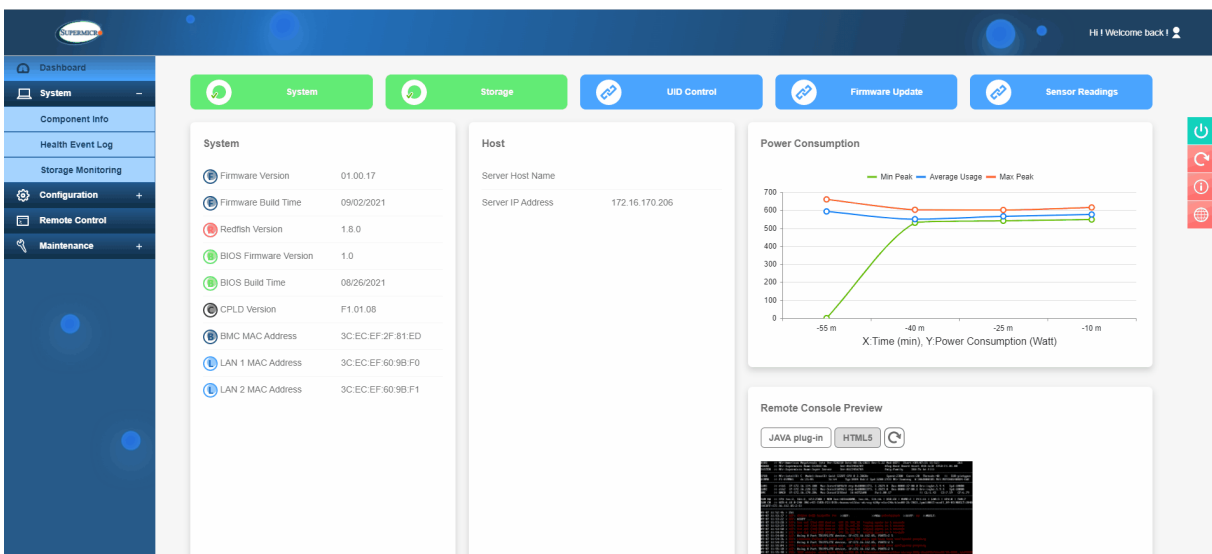 SUPERMICR
Hi ! Welcome back !
Dashboard
System –
Component Info
Health Event Log
Storage Monitoring
Configuration +
Remote Control
Maintenance +
System
Storage
UID Control
Firmware Update
Sensor Readings
System
F Firmware Version 01.00.17
F Firmware Build Time 09/02/2021
R Redfish Version 1.8.0
B BIOS Firmware Version 1.0
B BIOS Build Time 08/26/2021
C CPLD Version F1.01.08
B BMC MAC Address 3C:EC:EF:2F:81:ED
L LAN 1 MAC Address 3C:EC:EF:60:9B:F0
L LAN 2 MAC Address 3C:EC:EF:60:9B:F1
Host
Server Host Name
Server IP Address 172.16.170.206
Power Consumption
Min Peak Average Usage Max Peak
700
600
500
400
300
200
100
0
-55 m -40 m -25 m -10 m
X:Time (min), Y:Power Consumption (Watt)
Remote Console Preview
JAVA plug-in HTML5